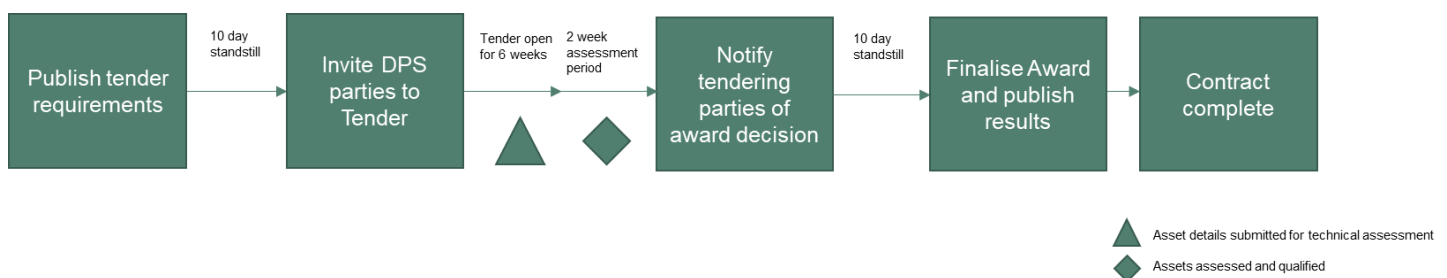 Publish tender
requirements
10 day
standstill
Invite DPS
parties to
Tender
Tender open
for 6 weeks
2 week
assessment
period
Notify
tendering
parties of
award decision
10 day
standstill
Finalise Award
and publish
results
Contract
complete
Asset details submitted for technical assessment
Assets assessed and qualified